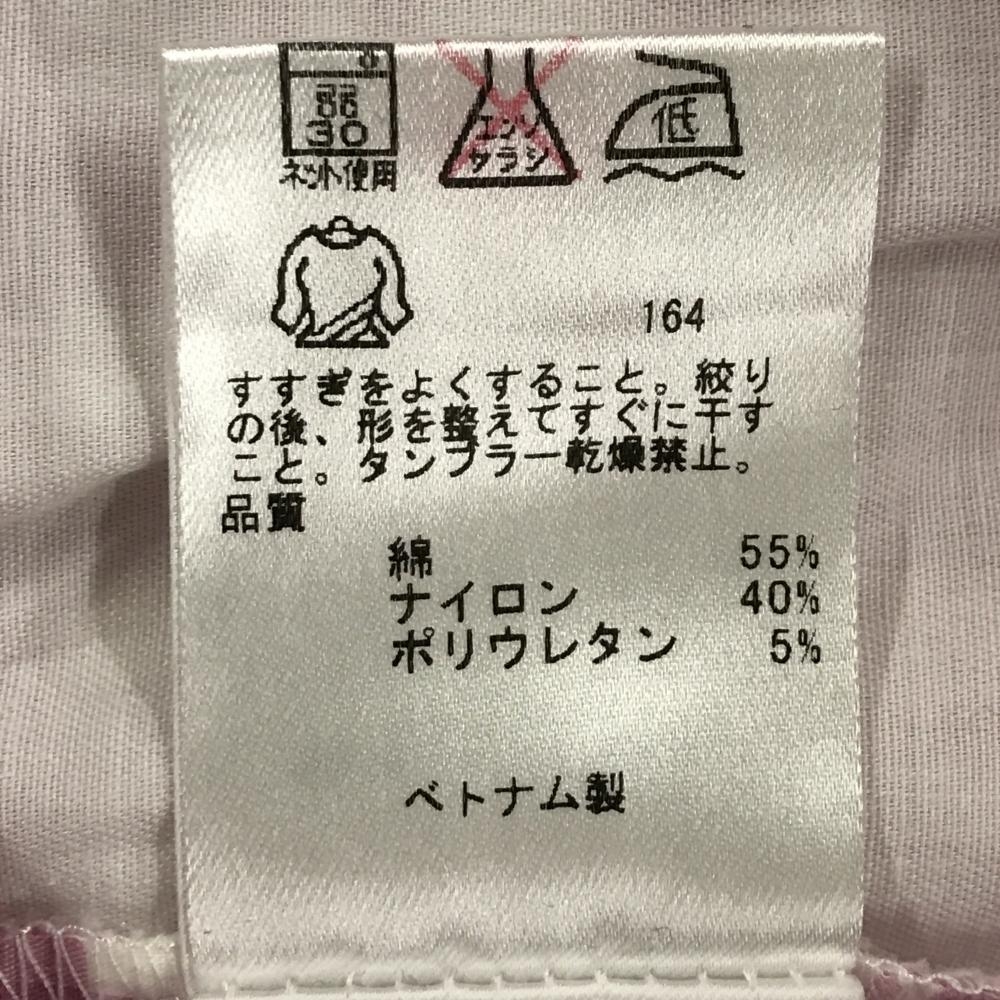 弱
30
ネット使用
エンソ
サラシ
低
164
すすぎをよくすること。絞り
の後、形を整えてすぐに干す
こと。タンブラー乾燥禁止。
品質
綿 55%
ナイロン 40%
ポリウレタン 5%
ベトナム製